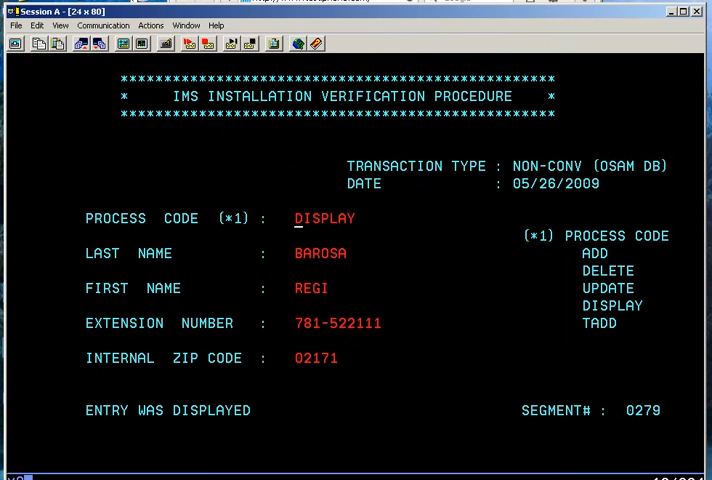 Session A - [24 x 80]
File Edit View Communication Actions Window Help
**************************************************
* IMS INSTALLATION VERIFICATION PROCEDURE *
**************************************************
TRANSACTION TYPE : NON-CONV (OSAM DB)
DATE : 05/26/2009
PROCESS CODE (*1) : DISPLAY
(*1) PROCESS CODE
LAST NAME : BAROSA ADD
DELETE
FIRST NAME : REGI UPDATE
DISPLAY
EXTENSION NUMBER : 781-522111 TADD
INTERNAL ZIP CODE : 02171
ENTRY WAS DISPLAYED SEGMENT# : 0279